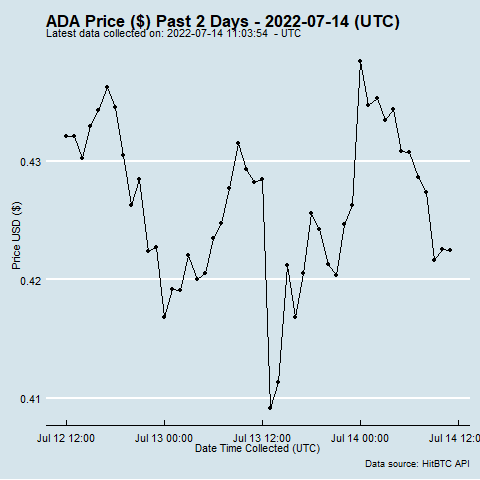 ADA Price ($) Past 2 Days - 2022-07-14 (UTC)
Latest data collected on: 2022-07-14 11:03:54  - UTC
0.43
0.42
0.41
Price USD ($)
Jul 12 12:00 Jul 13 00:00 Jul 13 12:00 Jul 14 00:00 Jul 14 12:00
Date Time Collected (UTC)
Data source: HitBTC API